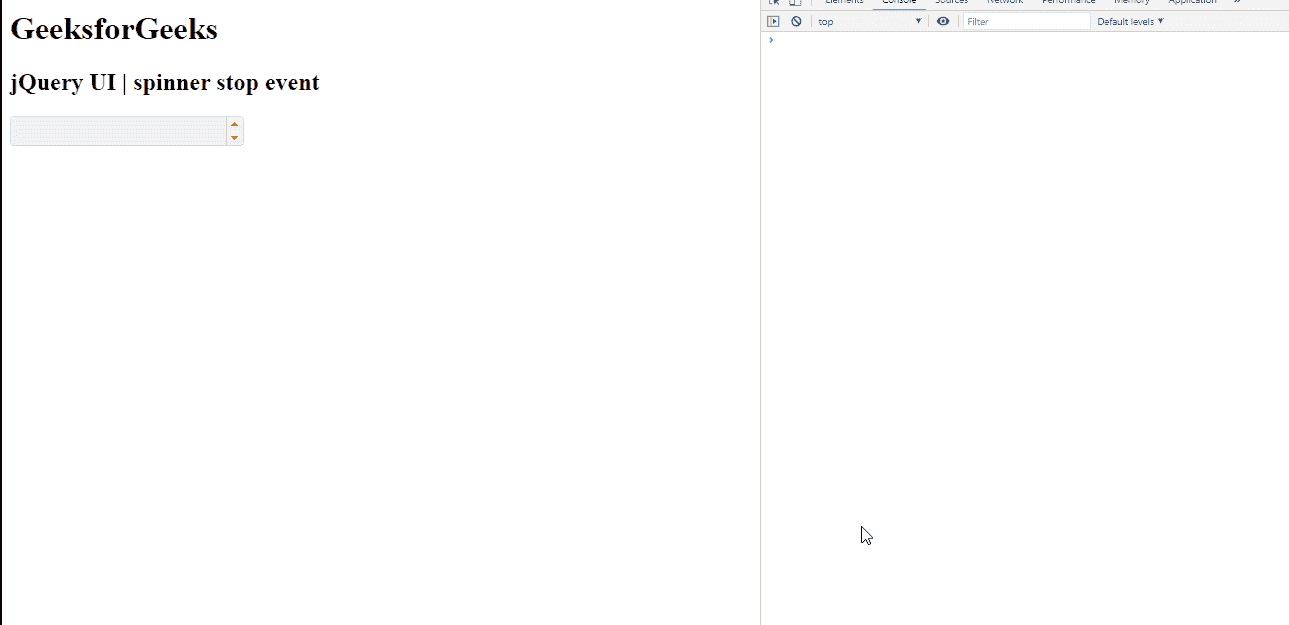 GeeksforGeeks
jQuery UI | spinner stop event
Elements Console Sources Network Performance Memory Application »
top ▼ Filter Default levels ▼